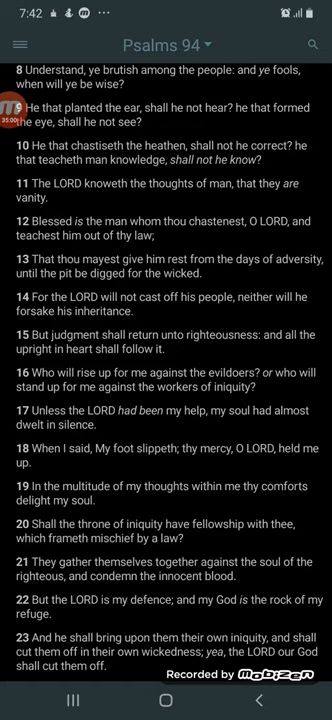 7:42
Psalms 94
8 Understand, ye brutish among the people: and ye fools,
when will ye be wise?
9 He that planted the ear, shall he not hear? he that formed
the eye, shall he not see?
35:00
10 He that chastiseth the heathen, shall not he correct? he
that teacheth man knowledge, shall not he know?
11 The LORD knoweth the thoughts of man, that they are
vanity.
12 Blessed is the man whom thou chastenest, O LORD, and
teachest him out of thy law;
13 That thou mayest give him rest from the days of adversity,
until the pit be digged for the wicked.
14 For the LORD will not cast off his people, neither will he
forsake his inheritance.
15 But judgment shall return unto righteousness: and all the
upright in heart shall follow it.
16 Who will rise up for me against the evildoers? or who will
stand up for me against the workers of iniquity?
17 Unless the LORD had been my help, my soul had almost
dwelt in silence.
18 When I said, My foot slippeth; thy mercy, O LORD, held me
up.
19 In the multitude of my thoughts within me thy comforts
delight my soul.
20 Shall the throne of iniquity have fellowship with thee,
which frameth mischief by a law?
21 They gather themselves together against the soul of the
righteous, and condemn the innocent blood.
22 But the LORD is my defence; and my God is the rock of my
refuge.
23 And he shall bring upon them their own iniquity, and shall
cut them off in their own wickedness; yea, the LORD our God
shall cut them off.
Recorded by mobizen